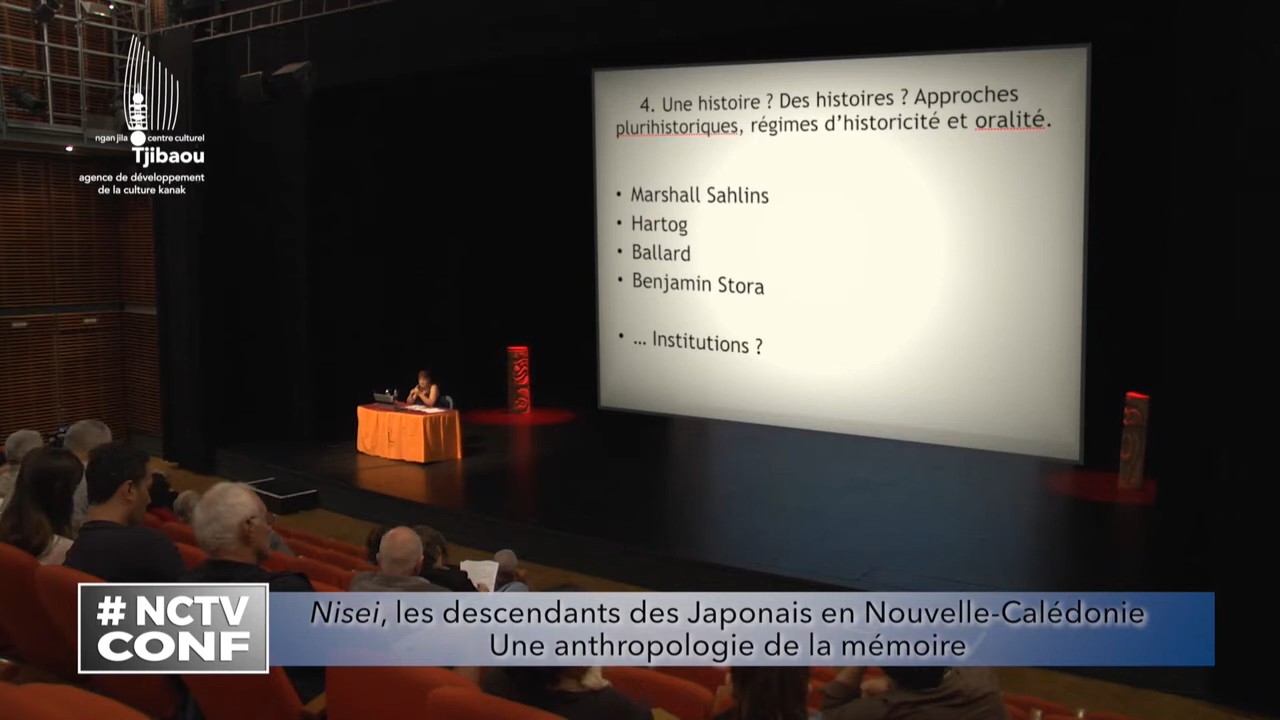 ngan jila centre culturel
Tjibaou
agence de développement
de la culture kanak
4. Une histoire ? Des histoires ? Approches
plurihistoriques, régimes d'historicité et oralité.
• Marshall Sahlins
• Hartog
• Ballard
• Benjamin Stora
• ... Institutions ?
# NCTV
CONF
Nisei, les descendants des Japonais en Nouvelle-Calédonie
Une anthropologie de la mémoire